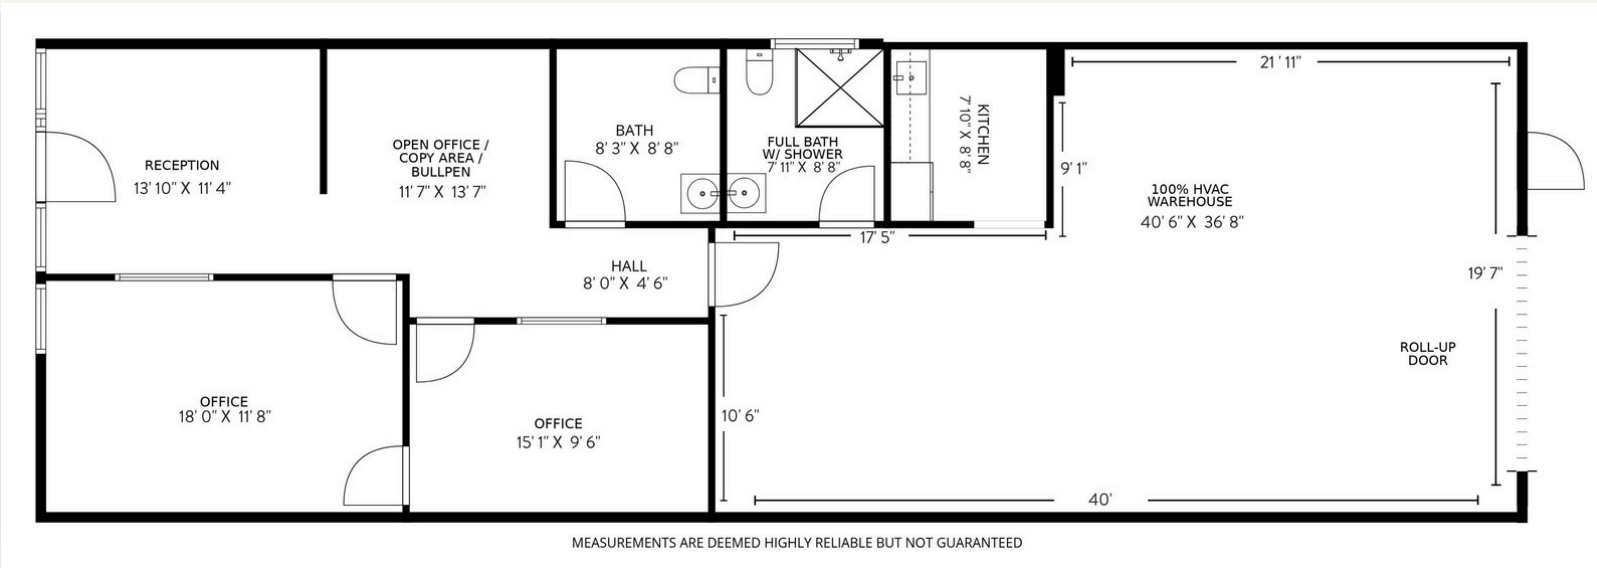 RECEPTION
13' 10" X 11' 4"
OPEN OFFICE /
COPY AREA /
BULLPEN
11' 7" X 13' 7"
BATH
8' 3" X 8' 8"
FULL BATH
W/ SHOWER
7' 11" X 8' 8"
KITCHEN
7' 10" X 8' 8"
21' 11"
9' 1"
100% HVAC
WAREHOUSE
40' 6" X 36' 8"
17' 5"
HALL
8' 0" X 4' 6"
19' 7"
ROLL-UP
DOOR
OFFICE
18' 0" X 11' 8"
OFFICE
15' 1" X 9' 6"
10' 6"
40'
MEASUREMENTS ARE DEEMED HIGHLY RELIABLE BUT NOT GUARANTEED